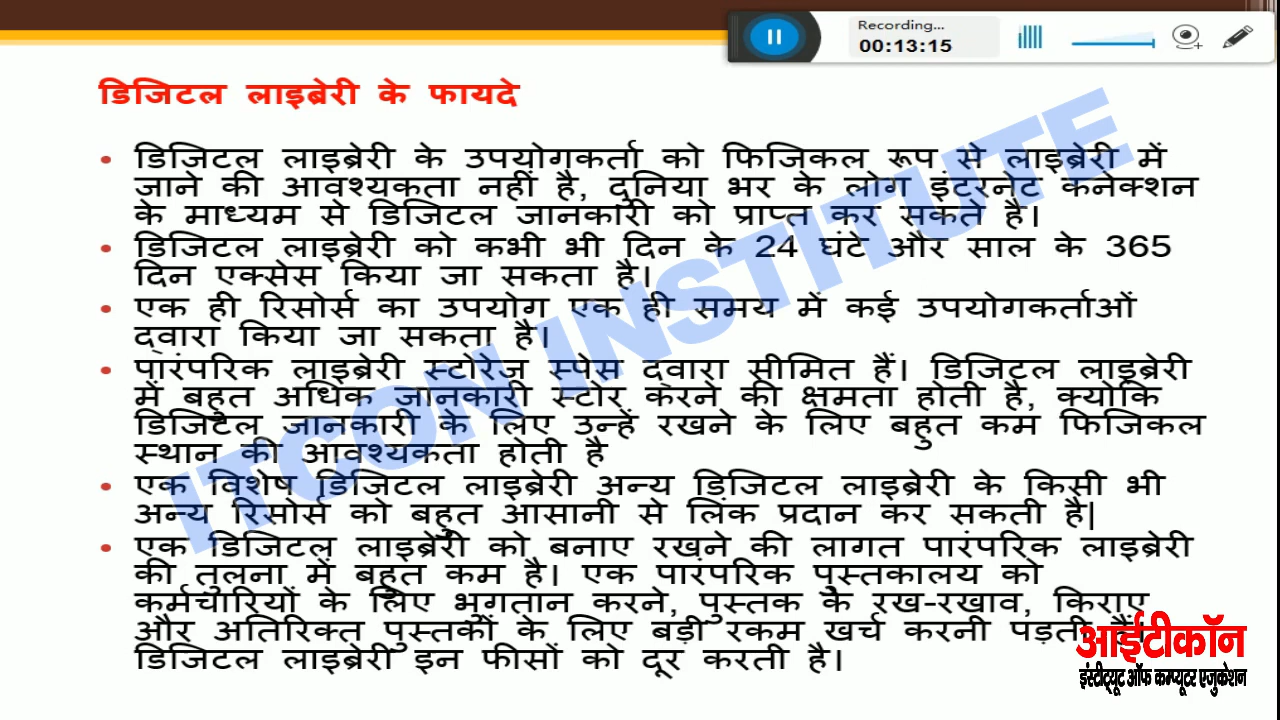 Recording...
00:13:15
डिजिटल लाइब्रेरी के फायदे
• डिजिटल लाइब्रेरी के उपयोगकर्ता को फिजिकल रूप से लाइब्रेरी में
जाने की आवश्यकता नहीं है, दुनिया भर के लोग इंटरनेट कनेक्शन
के माध्यम से डिजिटल जानकारी को प्राप्त कर सकते है।
• डिजिटल लाइब्रेरी को कभी भी दिन के 24 घंटे और साल के 365
दिन एक्सेस किया जा सकता है।
• एक ही रिसोर्स का उपयोग एक ही समय में कई उपयोगकर्ताओं
द्वारा किया जा सकता है।
• पारंपरिक लाइब्रेरी स्टोरेज स्पेस द्वारा सीमित हैं। डिजिटल लाइब्रेरी
में बहुत अधिक जानकारी स्टोर करने की क्षमता होती है, क्योंकि
डिजिटल जानकारी के लिए उन्हें रखने के लिए बहुत कम फिजिकल
स्थान की आवश्यकता होती है
• एक विशेष डिजिटल लाइब्रेरी अन्य डिजिटल लाइब्रेरी के किसी भी
अन्य रिसोर्स को बहुत आसानी से लिंक प्रदान कर सकती है|
• एक डिजिटल लाइब्रेरी को बनाए रखने की लागत पारंपरिक लाइब्रेरी
की तुलना में बहुत कम है। एक पारंपरिक पुस्तकालय को
कर्मचारियों के लिए भुगतान करने, पुस्तक के रख-रखाव, किराए
और अतिरिक्त पुस्तकों के लिए बड़ी रकम खर्च करनी पड़ती हैं।
डिजिटल लाइब्रेरी इन फीसों को दूर करती है।
ITCON INSTITUTE
आईटीकॉन
इंस्टीट्यूट ऑफ कम्प्यूटर एजुकेशन